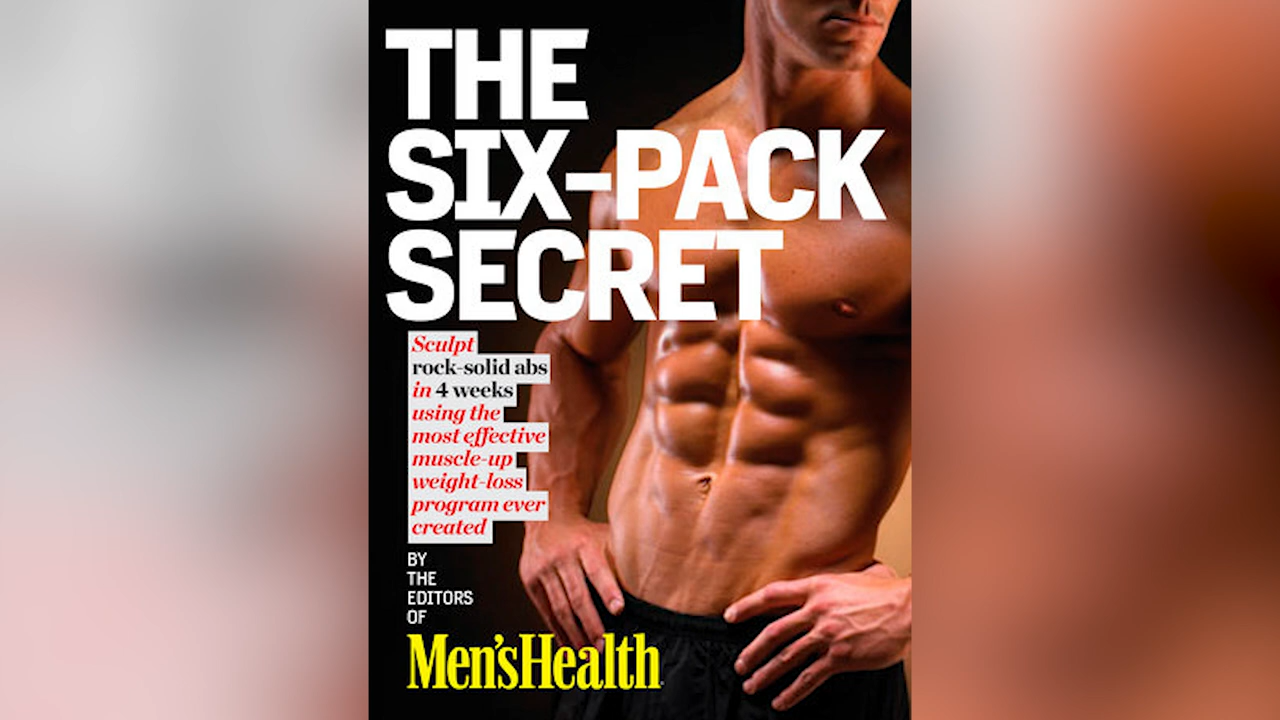 THE
SIX-PACK
SECRET
Sculpt
rock-solid abs
in 4 weeks
using the
most effective
muscle-up
weight-loss
program ever
created
BY
THE
EDITORS
OF
Men'sHealth